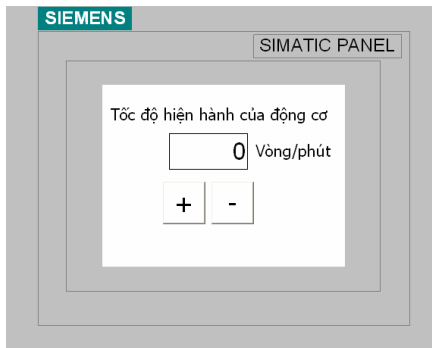 SIEMENS
SIMATIC PANEL
Tốc độ hiện hành của động cơ
0 Vòng/phút
+ -